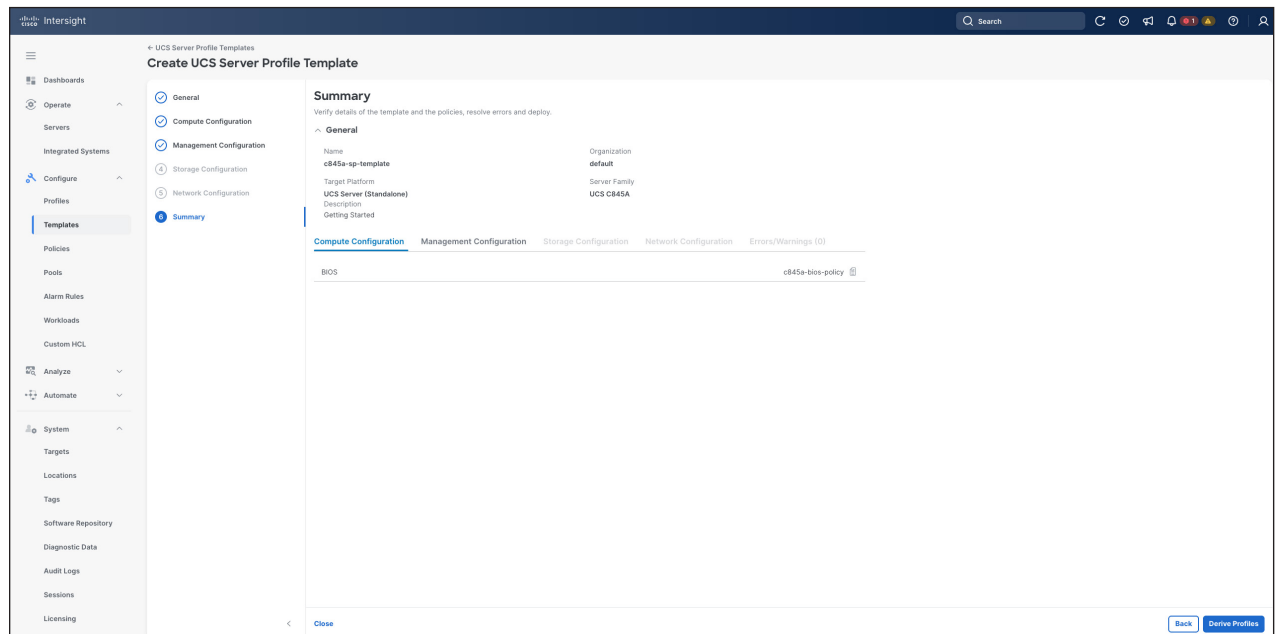 cisco Intersight
Search
1
← UCS Server Profile Templates
Create UCS Server Profile Template
Dashboards
Operate
Servers
Integrated Systems
Configure
Profiles
Templates
Policies
Pools
Alarm Rules
Workloads
Custom HCL
Analyze
Automate
System
Targets
Locations
Tags
Software Repository
Diagnostic Data
Audit Logs
Sessions
Licensing
General
Compute Configuration
Management Configuration
4 Storage Configuration
5 Network Configuration
6 Summary
Summary
Verify details of the template and the policies, resolve errors and deploy.
General
Name Organization
c845a-sp-template default
Target Platform Server Family
UCS Server (Standalone) UCS C845A
Description
Getting Started
Compute Configuration Management Configuration Storage Configuration Network Configuration Errors/Warnings (0)
BIOS c845a-bios-policy
Close Back Derive Profiles